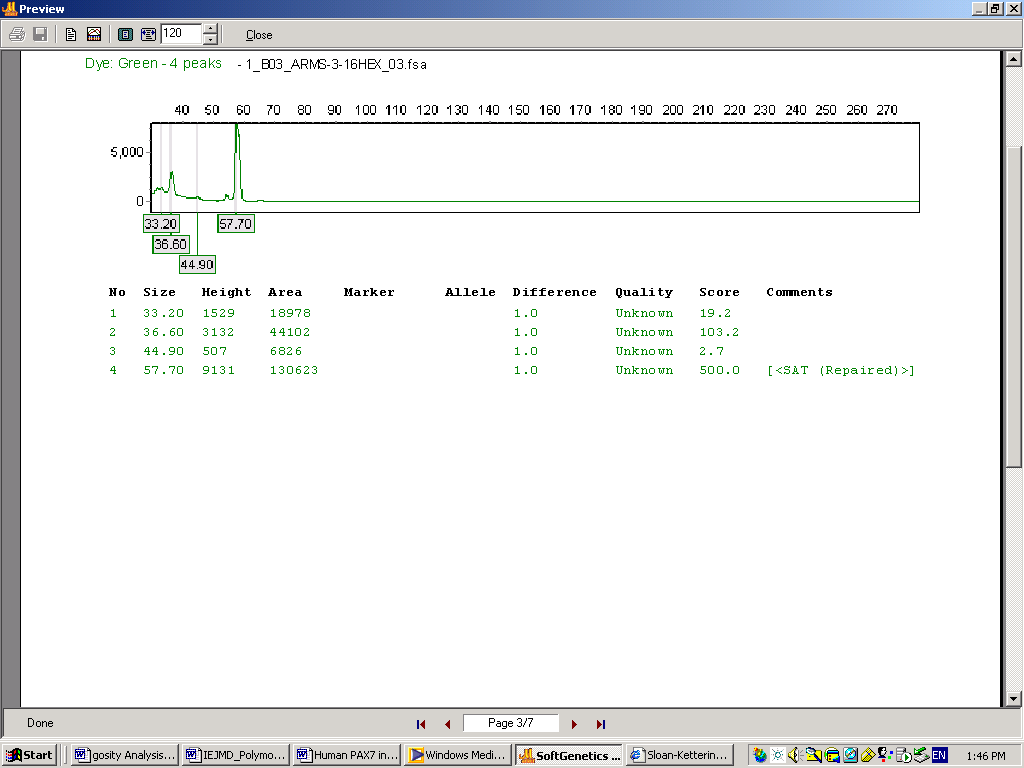 Preview
120 Close
Dye: Green - 4 peaks - 1_B03_ARMS-3-16HEX_03.fsa
40 50 60 70 80 90 100 110 120 130 140 150 160 170 180 190 200 210 220 230 240 250 260 270
5,000
0
33.20 57.70
36.60
44.90
No Size Height Area Marker Allele Difference Quality Score Comments
1 33.20 1529 18978 1.0 Unknown 19.2
2 36.60 3132 44102 1.0 Unknown 103.2
3 44.90 507 6826 1.0 Unknown 2.7
4 57.70 9131 130623 1.0 Unknown 500.0 [<SAT (Repaired)>]
Done Page 3/7
Start gosity Analysis... IEJMD_Polymo... Human PAX7 in... Windows Medi... SoftGenetics ... Sloan-Ketterin... EN 1:46 PM